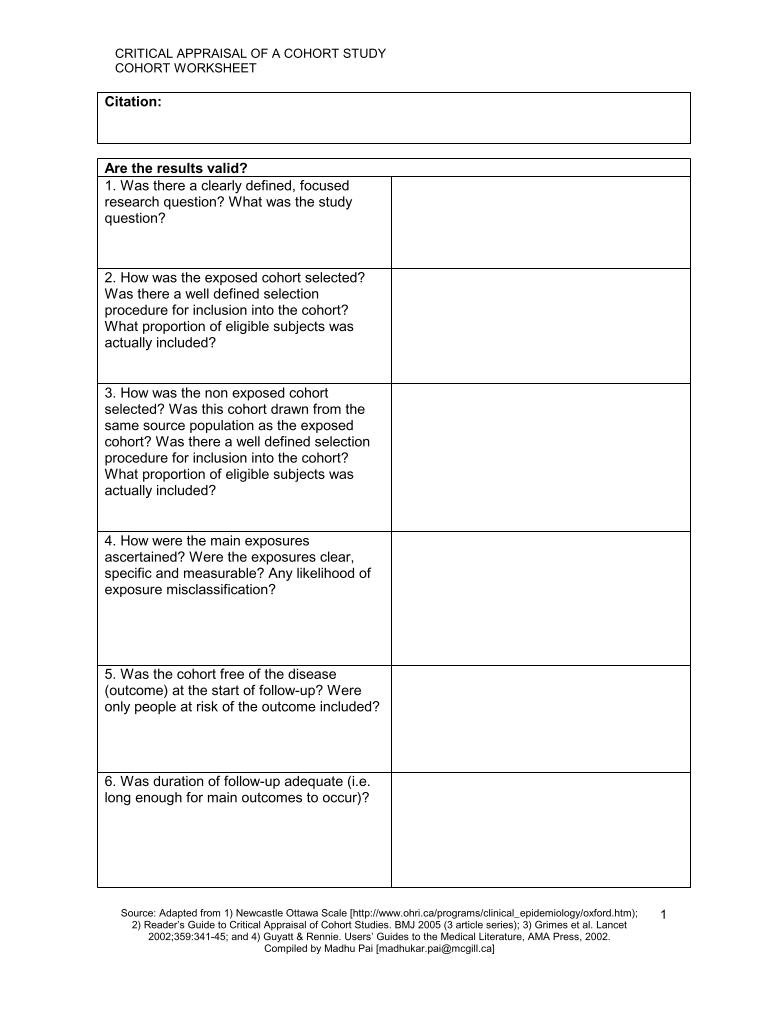 CRITICAL APPRAISAL OF A COHORT STUDY
COHORT WORKSHEET
Citation:
Are the results valid?
1. Was there a clearly defined, focused
research question? What was the study
question?
2. How was the exposed cohort selected?
Was there a well defined selection
procedure for inclusion into the cohort?
What proportion of eligible subjects was
actually included?
3. How was the non exposed cohort
selected? Was this cohort drawn from the
same source population as the exposed
cohort? Was there a well defined selection
procedure for inclusion into the cohort?
What proportion of eligible subjects was
actually included?
4. How were the main exposures
ascertained? Were the exposures clear,
specific and measurable? Any likelihood of
exposure misclassification?
5. Was the cohort free of the disease
(outcome) at the start of follow-up? Were
only people at risk of the outcome included?
6. Was duration of follow-up adequate (i.e.
long enough for main outcomes to occur)?
Source: Adapted from 1) Newcastle Ottawa Scale [http://www.ohri.ca/programs/clinical_epidemiology/oxford.htm);
2) Reader's Guide to Critical Appraisal of Cohort Studies. BMJ 2005 (3 article series); 3) Grimes et al. Lancet
2002;359:341-45; and 4) Guyatt & Rennie. Users' Guides to the Medical Literature, AMA Press, 2002.
Compiled by Madhu Pai [madhukar.pai@mcgill.ca]
1